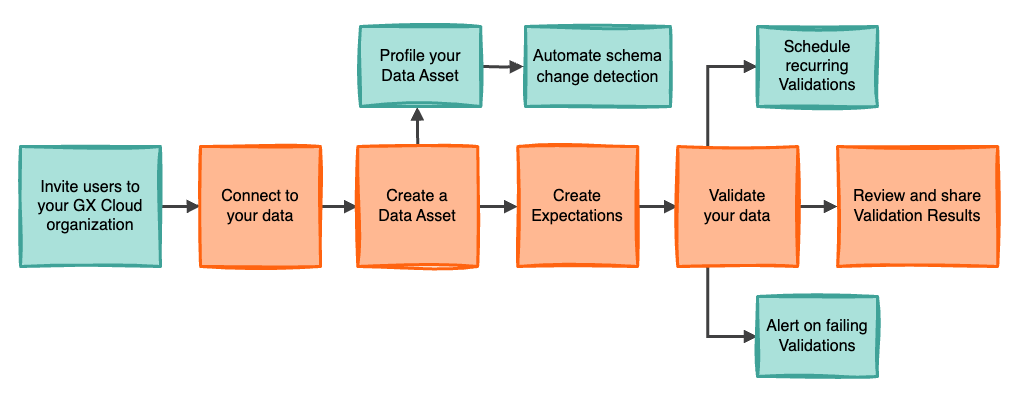 Profile your
Data Asset
Automate schema
change detection
Schedule
recurring
Validations
Invite users to
your GX Cloud
organization
Connect to
your data
Create a
Data Asset
Create
Expectations
Validate
your data
Review and share
Validation Results
Alert on failing
Validations